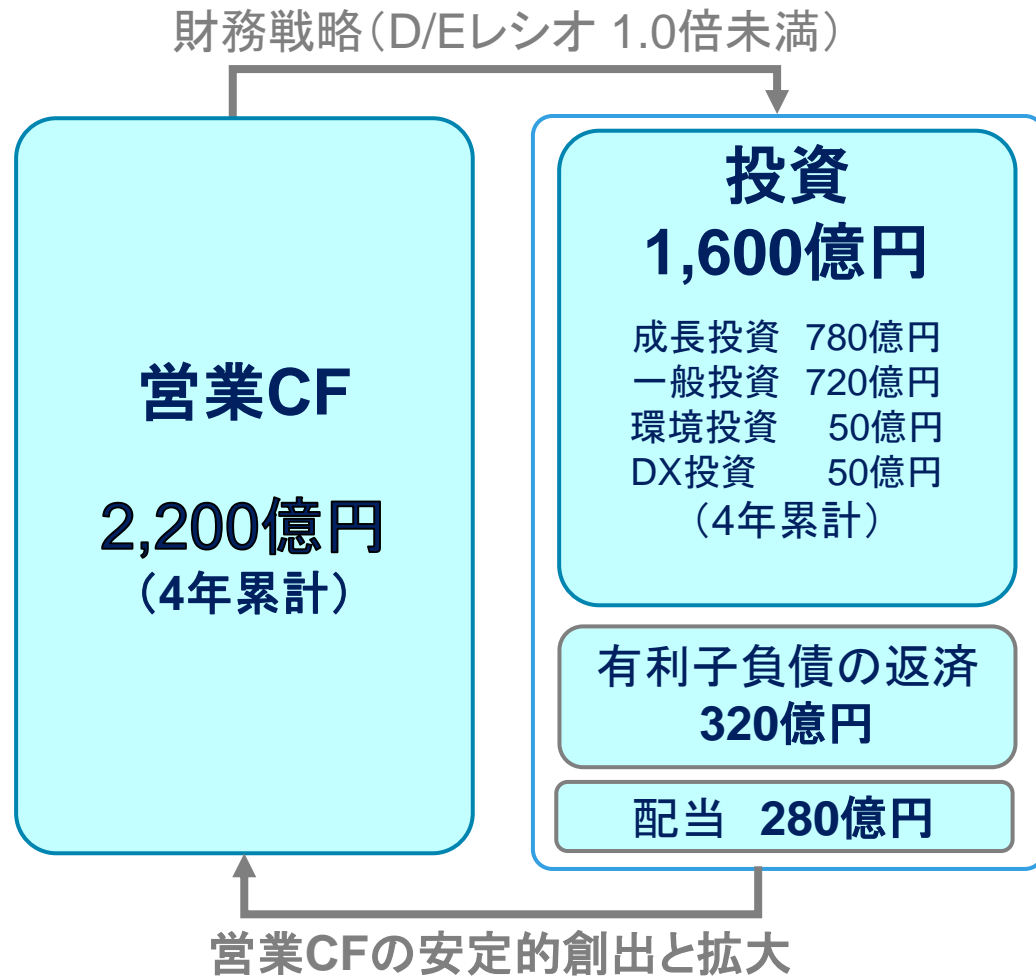 財務戦略（D/Eレシオ 1.0倍未満）
営業CF
2,200億円
（4年累計）
投資
1,600億円
成長投資 780億円
一般投資 720億円
環境投資 50億円
DX投資 50億円
（4年累計）
有利子負債の返済
320億円
配当 280億円
営業CFの安定的創出と拡大